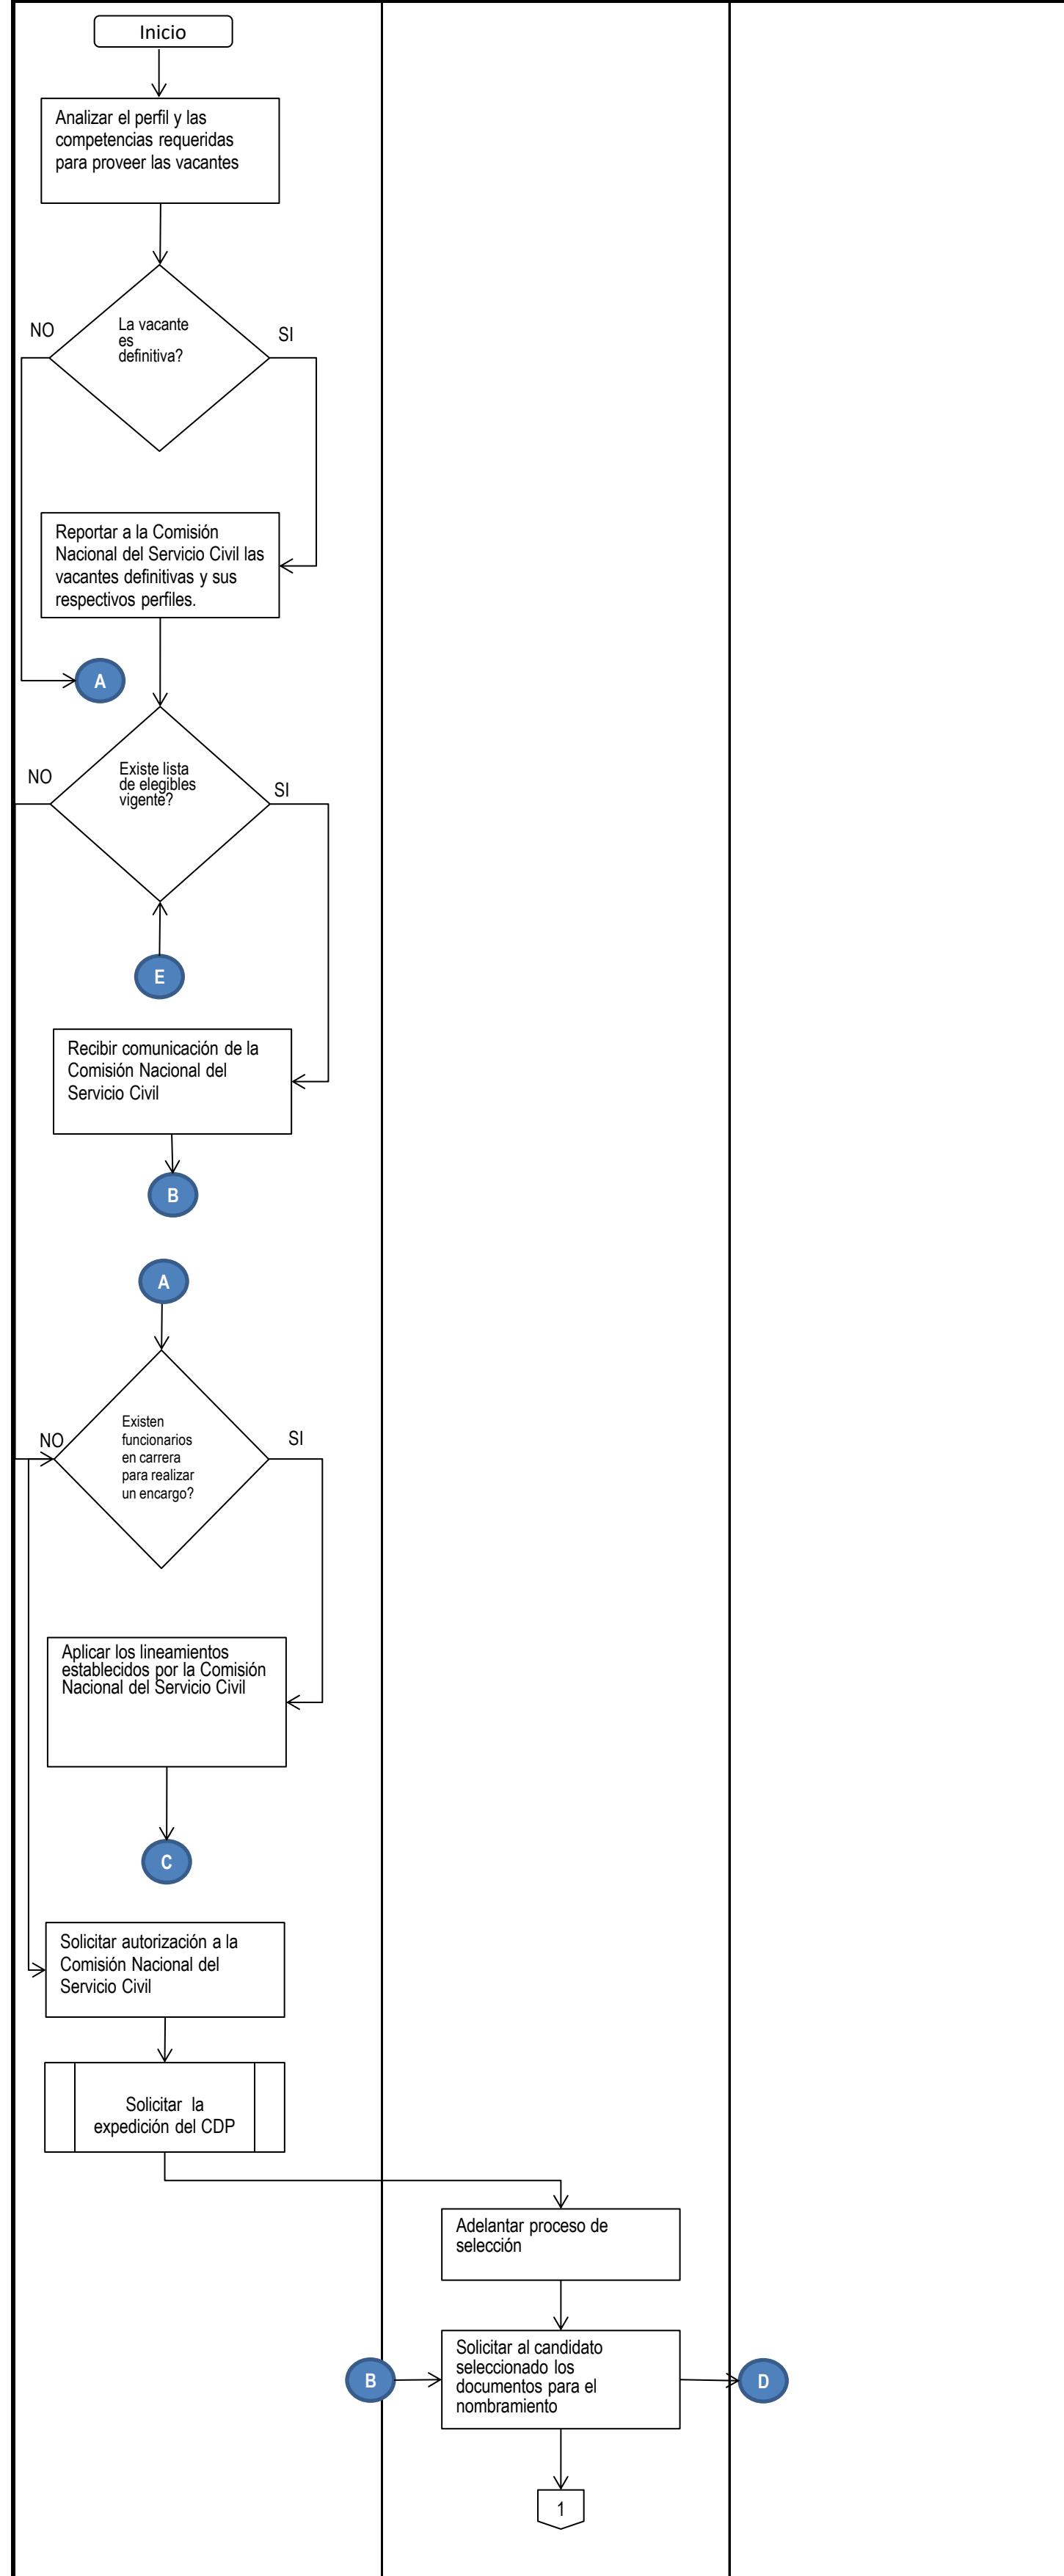 Inicio
Analizar el perfil y las
competencias requeridas
para proveer las vacantes
La vacante
es
definitiva?
NO
SI
Reportar a la Comisión
Nacional del Servicio Civil las
vacantes definitivas y sus
respectivos perfiles.
A
Existe lista
de elegibles
vigente?
NO
SI
E
Recibir comunicación de la
Comisión Nacional del
Servicio Civil
B
A
Existen
funcionarios
en carrera
para realizar
un encargo?
NO
SI
Aplicar los lineamientos
establecidos por la Comisión
Nacional del Servicio Civil
C
Solicitar autorización a la
Comisión Nacional del
Servicio Civil
Solicitar la
expedición del CDP
Adelantar proceso de
selección
B
Solicitar al candidato
seleccionado los
documentos para el
nombramiento
D
1